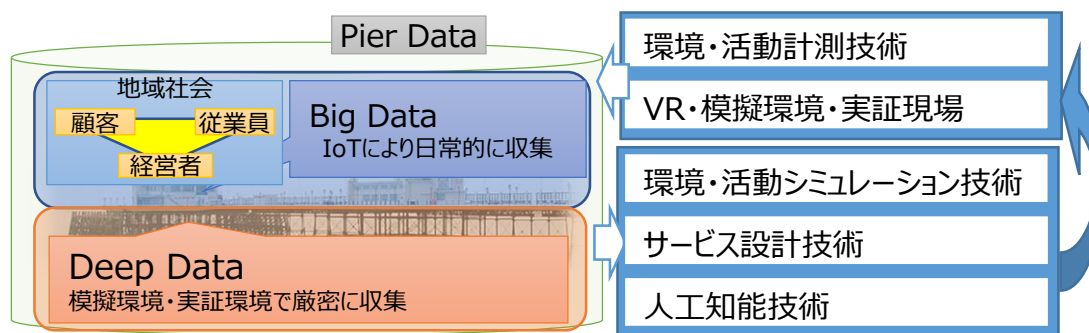 Pier Data
地域社会
顧客
従業員
経営者
Big Data
IoTにより日常的に収集
Deep Data
模擬環境・実証環境で厳密に収集
環境・活動計測技術
VR・模擬環境・実証現場
環境・活動シミュレーション技術
サービス設計技術
人工知能技術